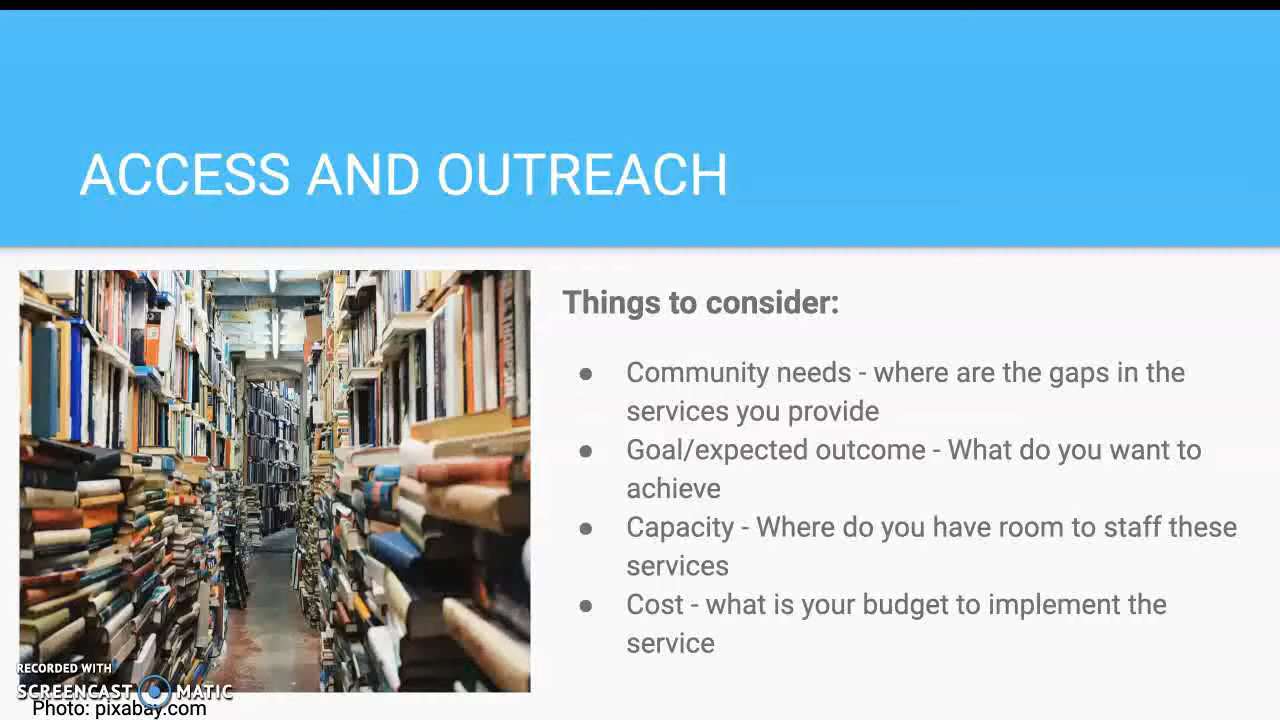 ACCESS AND OUTREACH
Things to consider:
● Community needs - where are the gaps in the
services you provide
● Goal/expected outcome - What do you want to
achieve
● Capacity - Where do you have room to staff these
services
● Cost - what is your budget to implement the
service
RECORDED WITH
SCREENCAST MATIC
Photo: pixabay.com